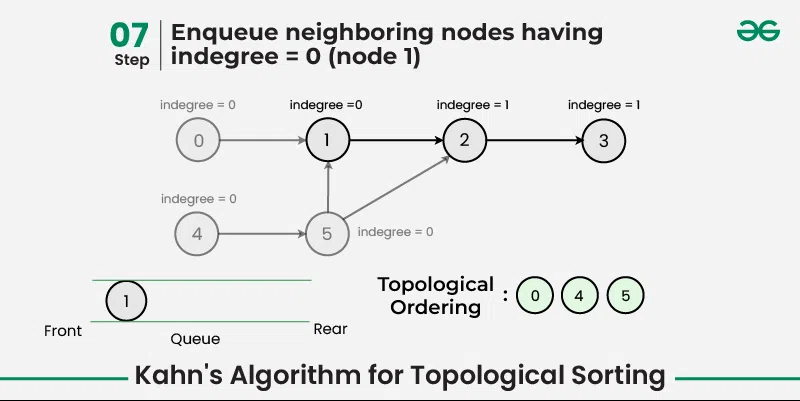 07
Step
Enqueue neighboring nodes having
indegree = 0 (node 1)
indegree = 0
indegree =0
indegree = 1
indegree = 1
0
1
2
3
indegree = 0
4
5
indegree = 0
1
Front
Queue
Rear
Topological
Ordering
:
0
4
5
Kahn's Algorithm for Topological Sorting